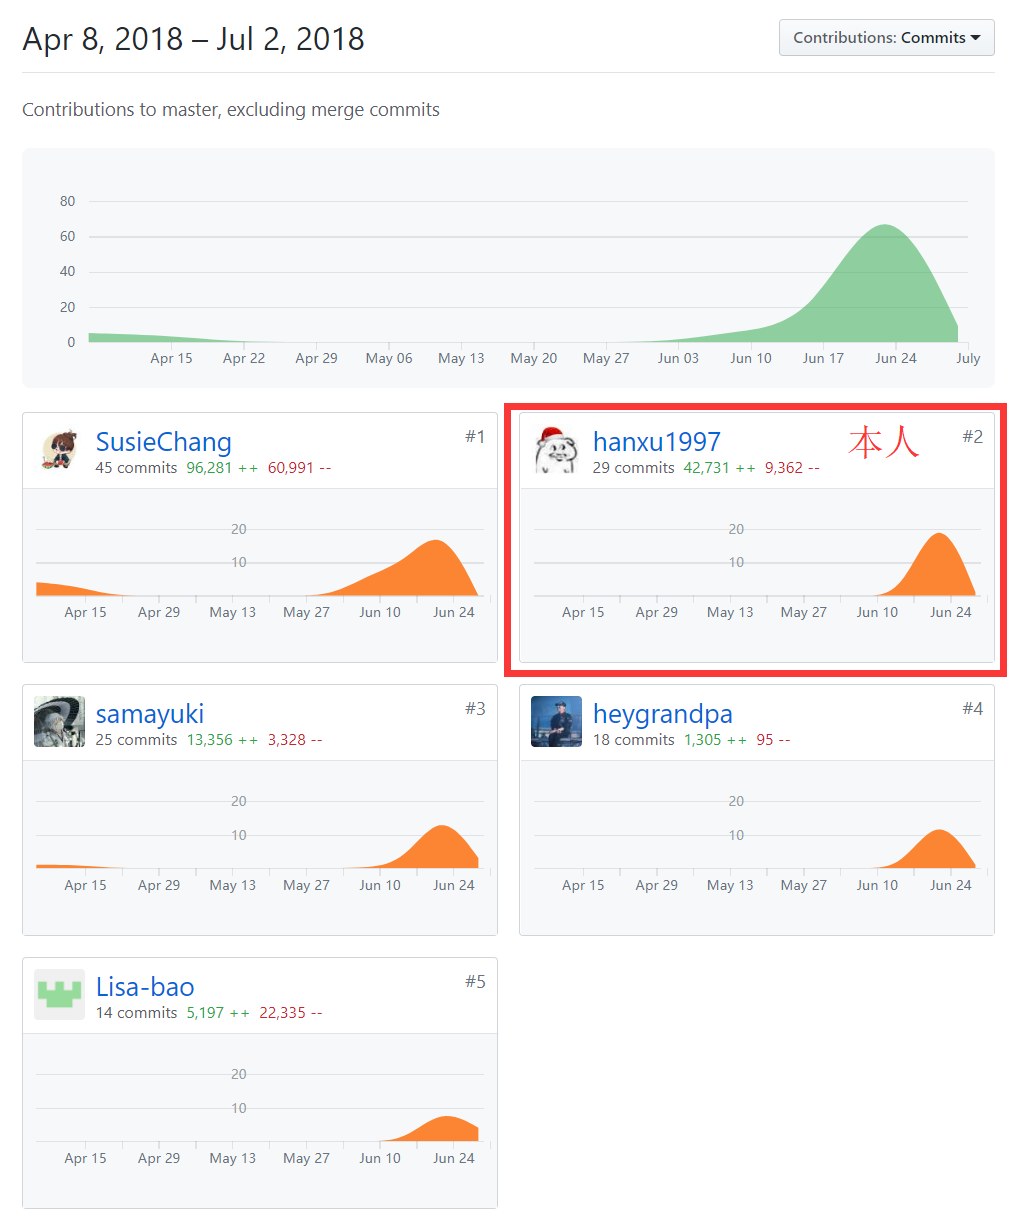 Apr 8, 2018 – Jul 2, 2018
Contributions: Commits
Contributions to master, excluding merge commits
80
60
40
20
0
Apr 15 Apr 22 Apr 29 May 06 May 13 May 20 May 27 Jun 03 Jun 10 Jun 17 Jun 24 July
SusieChang #1
45 commits 96,281 ++ 60,991 --
20
10
Apr 15 Apr 29 May 13 May 27 Jun 10 Jun 24
hanxu1997 本人 #2
29 commits 42,731 ++ 9,362 --
20
10
Apr 15 Apr 29 May 13 May 27 Jun 10 Jun 24
samayuki #3
25 commits 13,356 ++ 3,328 --
20
10
Apr 15 Apr 29 May 13 May 27 Jun 10 Jun 24
heygrandpa #4
18 commits 1,305 ++ 95 --
20
10
Apr 15 Apr 29 May 13 May 27 Jun 10 Jun 24
Lisa-bao #5
14 commits 5,197 ++ 22,335 --
20
10
Apr 15 Apr 29 May 13 May 27 Jun 10 Jun 24